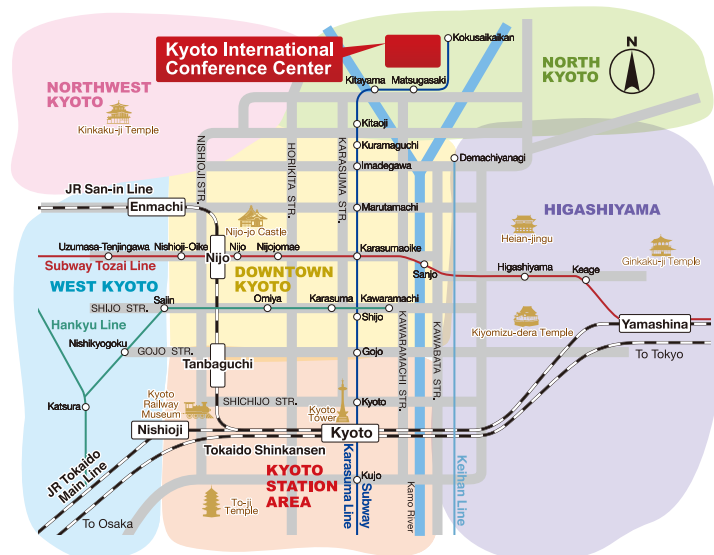 Kyoto International
Conference Center
Kokusaikaikan
NORTH
KYOTO
N
NORTHWEST
KYOTO
Kinkaku-ji Temple
Kitayama
Matsugasaki
Kitaoji
Kuramaguchi
Imadegawa
Demachiyanagi
NISHIOJI STR.
HORIKITA STR.
KARASUMA STR.
JR San-in Line
Enmachi
Marutamachi
HIGASHIYAMA
Nijo-jo Castle
Heian-jingu
Ginkaku-ji Temple
Uzumasa-Tenjingawa
Nishioji-Oike
Nijo
Nijojomae
Karasumaoike
Nijo
Subway Tozai Line
Sanjo
Higashiyama
Keage
WEST KYOTO
DOWNTOWN
KYOTO
SHIJO STR.
Saiin
Omiya
Karasuma
Kawaramachi
Shijo
Hankyu Line
Kiyomizu-dera Temple
Yamashina
KAWARAMACHI STR.
KAWABATA STR.
Nishikyogoku
GOJO STR.
Gojo
To Tokyo
Tanbaguchi
Katsura
Kyoto
Railway
Museum
SHICHIJO STR.
Kyoto
Tower
Kyoto
Nishioji
Kyoto
Tokaido Shinkansen
JR Tokaido
Main Line
KYOTO
STATION
AREA
Karasuma Line
Subway
Kujo
Kamo River
Keihan Line
To-ji
Temple
To Osaka